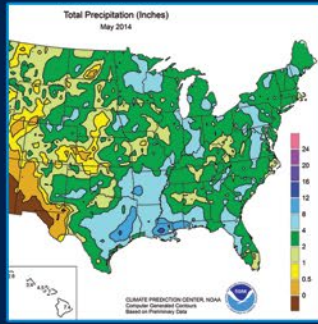 Total Precipitation (Inches)
May 2014
24
20
16
12
8
4
2
1
0.5
0
CLIMATE PREDICTION CENTER, NOAA
Computer Generated Contours
Based on Preliminary Data